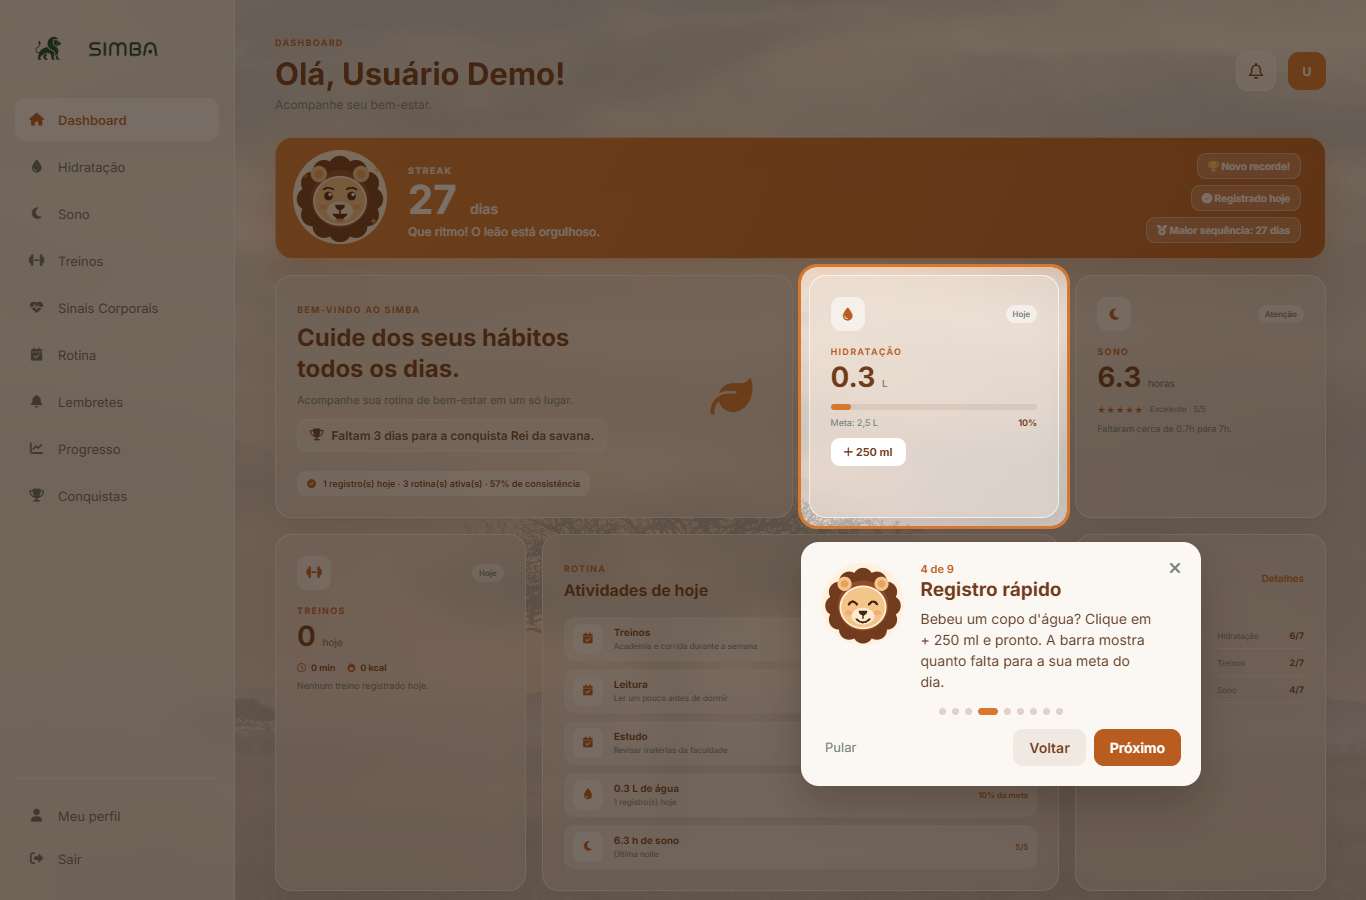 SIMBA
Dashboard
Hidratação
Sono
Treinos
Sinais Corporais
Rotina
Lembretes
Progresso
Conquistas
Meu perfil
Sair
DASHBOARD
Olá, Usuário Demo!
Acompanhe seu bem-estar.
U
STREAK
27 dias
Que ritmo! O leão está orgulhoso.
Novo recorde!
Registrado hoje
Maior sequência: 27 dias
BEM-VINDO AO SIMBA
Cuide dos seus hábitos
todos os dias.
Acompanhe sua rotina de bem-estar em um só lugar.
Faltam 3 dias para a conquista Rei da savana.
1 registro(s) hoje · 3 rotina(s) ativa(s) · 57% de consistência
Hoje
HIDRATAÇÃO
0.3 L
Meta: 2,5 L 10%
+ 250 ml
Atenção
SONO
6.3 horas
★★★★★ Excelente · 5/5
Faltaram cerca de 0.7h para 7h.
Hoje
TREINOS
0 hoje
0 min 0 kcal
Nenhum treino registrado hoje.
ROTINA
Atividades de hoje
Treinos
Academia e corrida durante a semana
Leitura
Ler um pouco antes de dormir
Estudo
Revisar matérias da faculdade
0.3 L de água
1 registro(s) hoje
10% da meta
6.3 h de sono
Última noite
5/5
Detalhes
Hidratação 6/7
Treinos 2/7
Sono 4/7
4 de 9
Registro rápido
Bebeu um copo d'água? Clique em
+ 250 ml e pronto. A barra mostra
quanto falta para a sua meta do
dia.
Pular
Voltar
Próximo